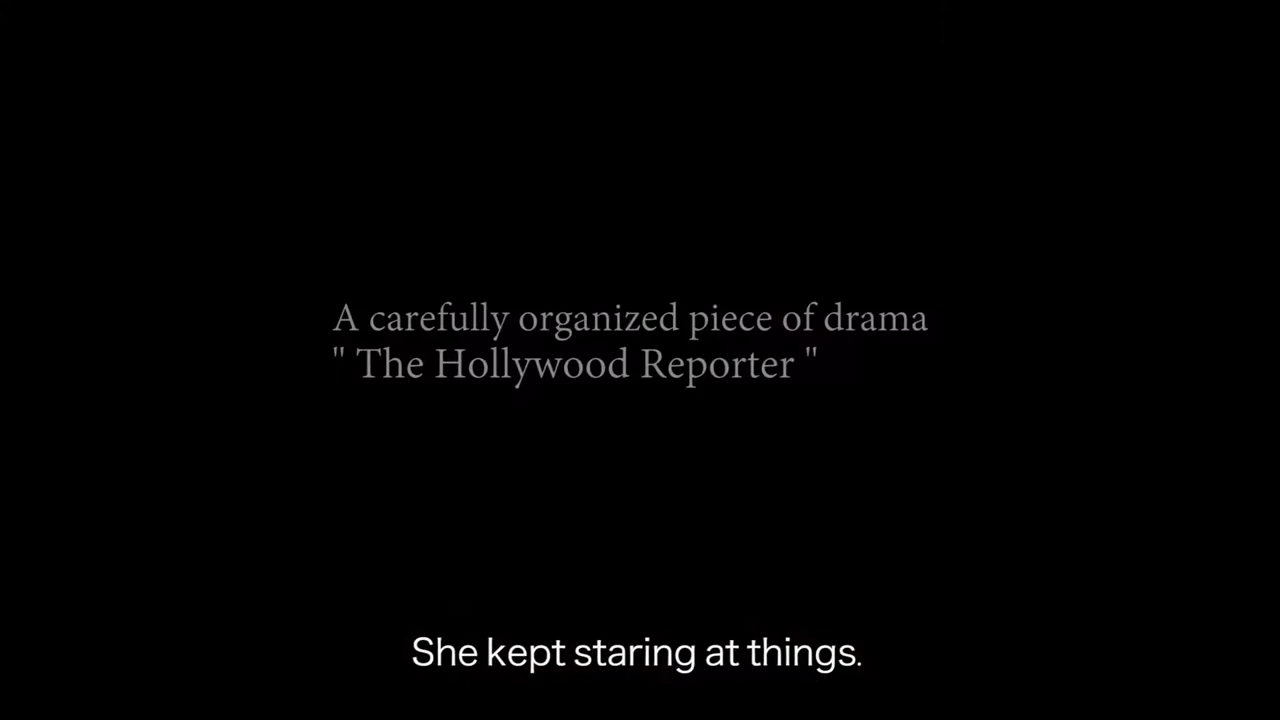 A carefully organized piece of drama
" The Hollywood Reporter "
She kept staring at things.